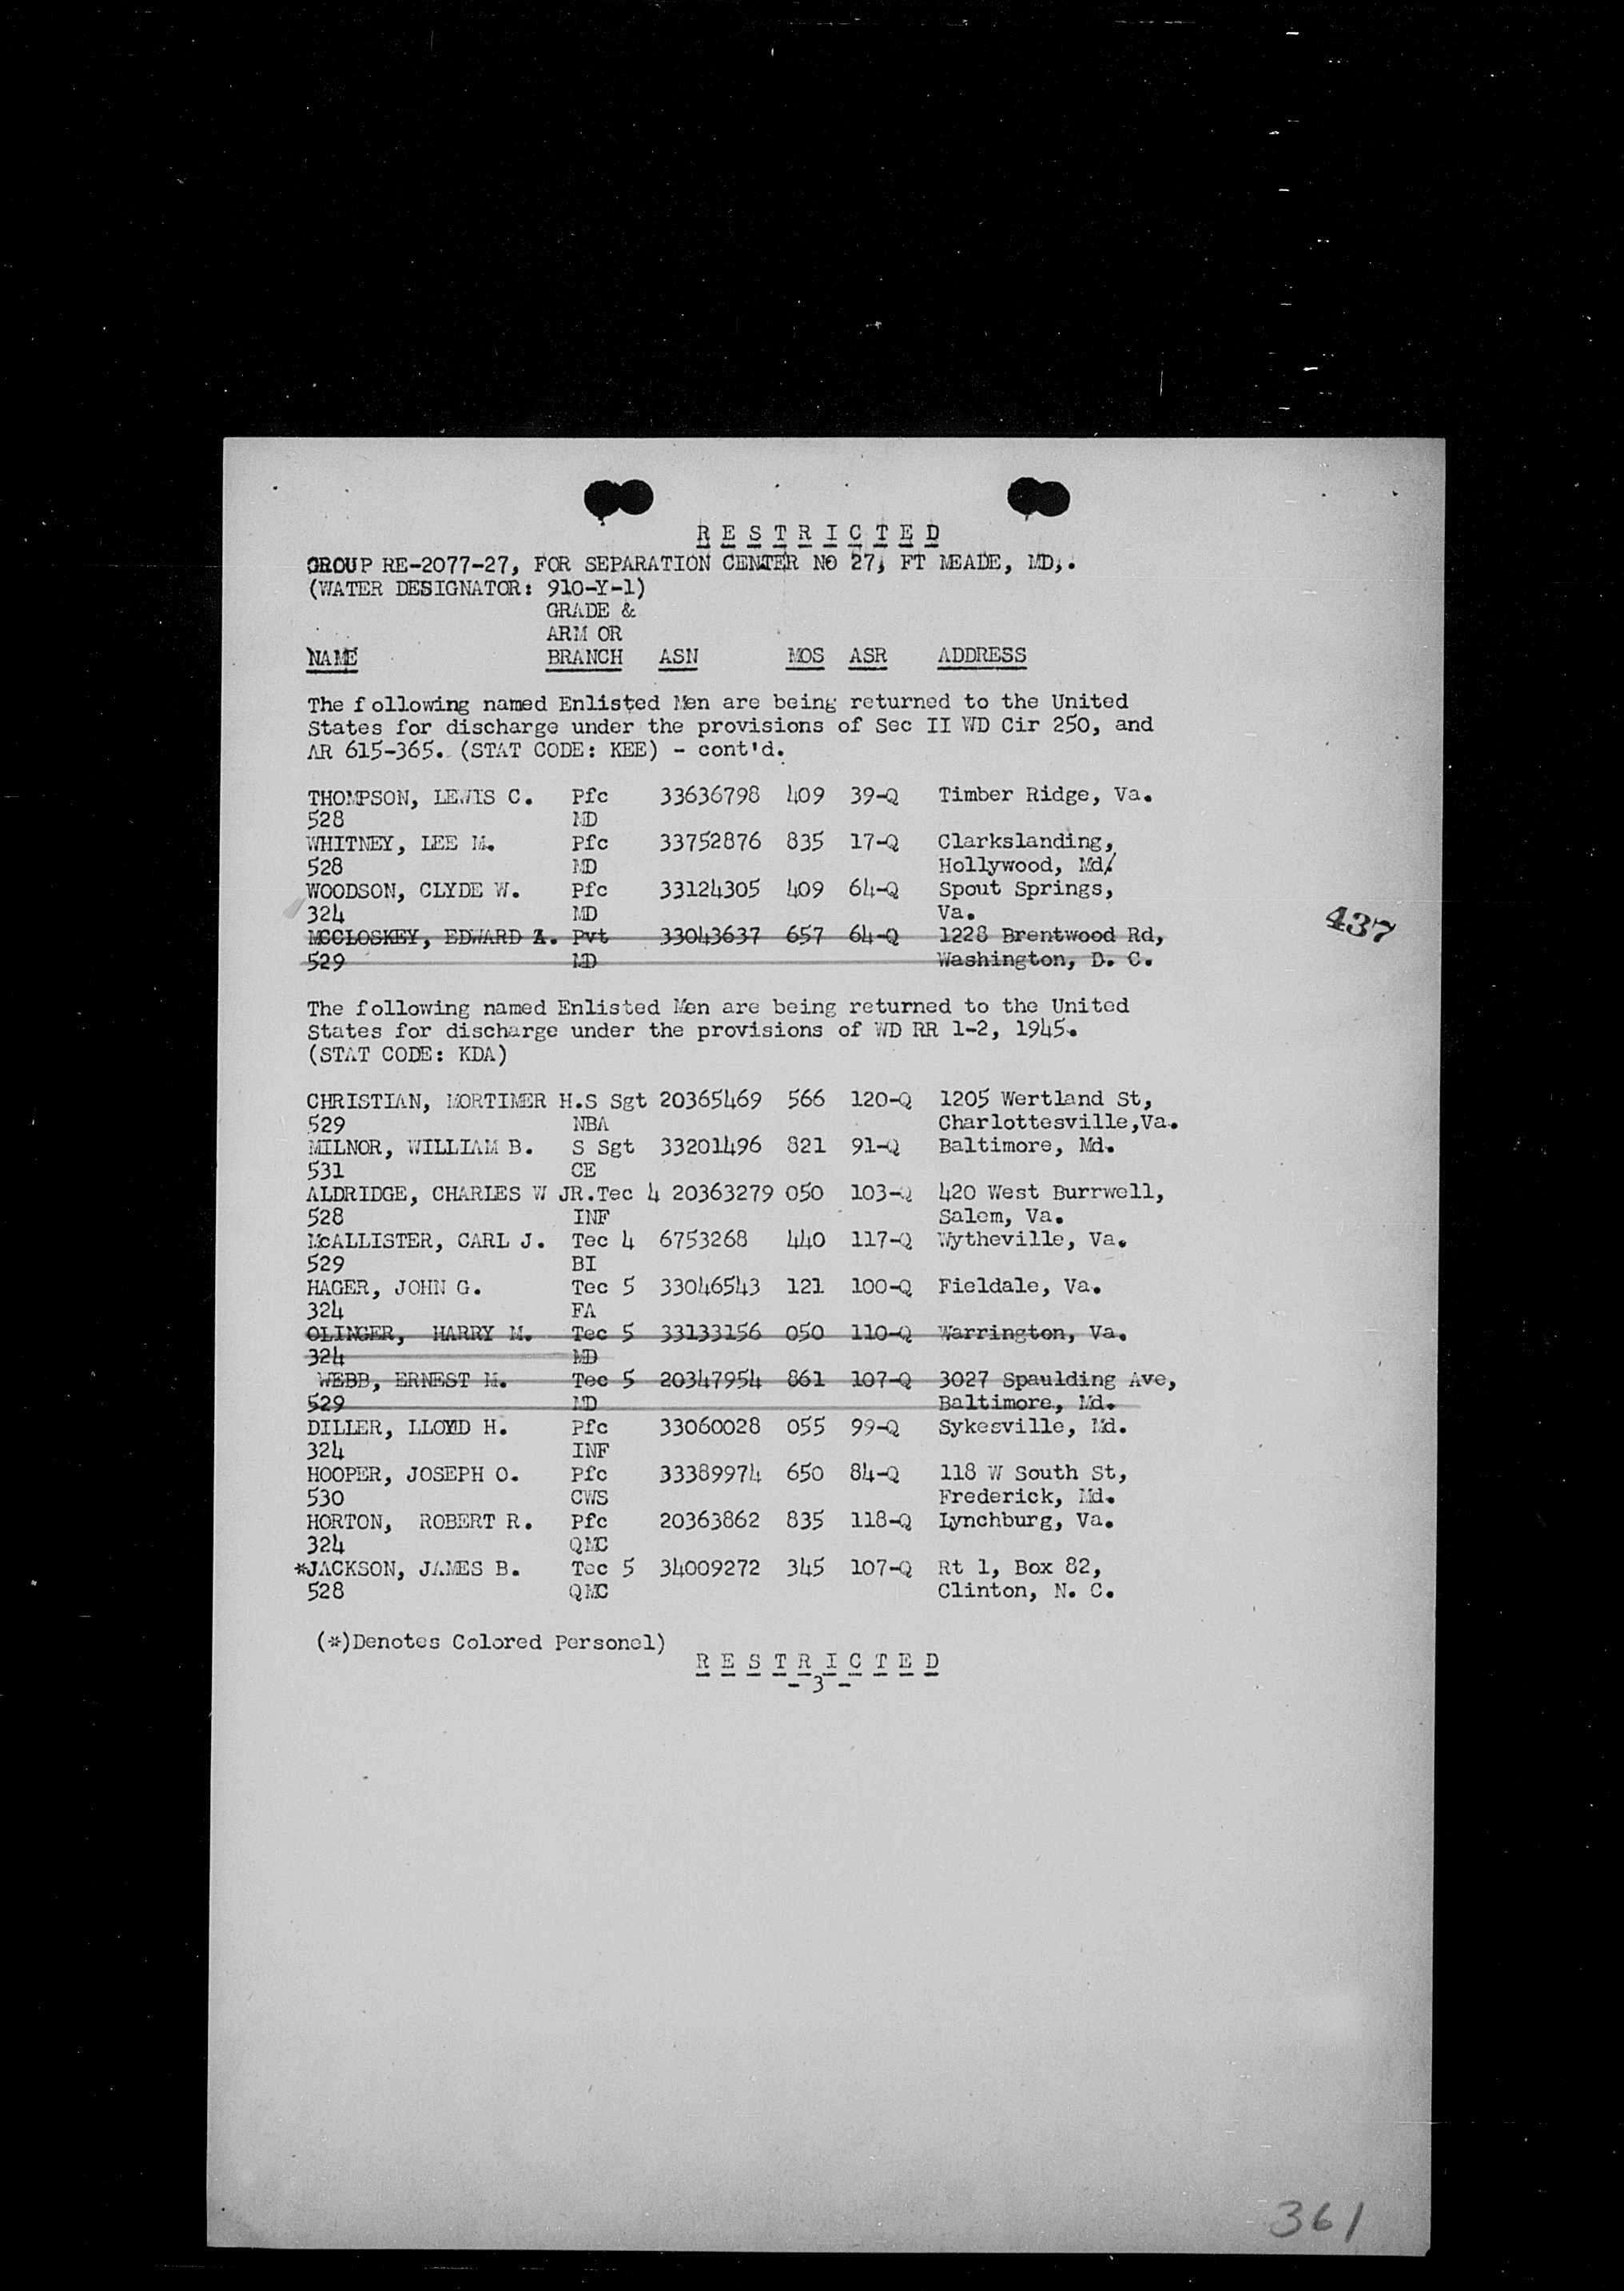 R E S T R I C T E D
GROUP RE-2077-27, FOR SEPARATION CENTER NO 27, FT MEADE, MD,.
(WATER DESIGNATOR: 910-Y-1)
GRADE &
ARM OR
NAME BRANCH ASN MOS ASR ADDRESS
The following named Enlisted Men are being returned to the United
States for discharge under the provisions of Sec II WD Cir 250, and
AR 615-365. (STAT CODE: KEE) - cont'd.
THOMPSON, LEWIS C. Pfc 33636798 409 39-Q Timber Ridge, Va.
528 MD
WHITNEY, LEE M. Pfc 33752876 835 17-Q Clarkslanding,
528 MD Hollywood, Md.
WOODSON, CLYDE W. Pfc 33124305 409 64-Q Spout Springs,
324 MD Va.
437
MCCLOSKEY, EDWARD A. Pvt 33043637 657 64-Q 1228 Brentwood Rd,
529 MD Washington, D. C.
The following named Enlisted Men are being returned to the United
States for discharge under the provisions of WD RR 1-2, 1945.
(STAT CODE: KDA)
CHRISTIAN, MORTIMER H.S Sgt 20365469 566 120-Q 1205 Wertland St,
529 NBA Charlottesville,Va.
MILNOR, WILLIAM B. S Sgt 33201496 821 91-Q Baltimore, Md.
531 CE
ALDRIDGE, CHARLES W JR.Tec 4 20363279 050 103-Q 420 West Burrwell,
528 INF Salem, Va.
McALLISTER, CARL J. Tec 4 6753268 440 117-Q Wytheville, Va.
529 BI
HAGER, JOHN G. Tec 5 33046543 121 100-Q Fieldale, Va.
324 FA
OLINGER, HARRY M. Tec 5 33133156 050 110-Q Warrington, Va.
324 MD
WEBB, ERNEST M. Tec 5 20347954 861 107-Q 3027 Spaulding Ave,
529 MD Baltimore, Md.
DILLER, LLOYD H. Pfc 33060028 055 99-Q Sykesville, Md.
324 INF
HOOPER, JOSEPH O. Pfc 33389974 650 84-Q 118 W South St,
530 CWS Frederick, Md.
HORTON, ROBERT R. Pfc 20363862 835 118-Q Lynchburg, Va.
324 QMC
*JACKSON, JAMES B. Tec 5 34009272 345 107-Q Rt 1, Box 82,
528 QMC Clinton, N. C.
(*)Denotes Colored Personel)
R E S T R I C T E D
- 3 -
361